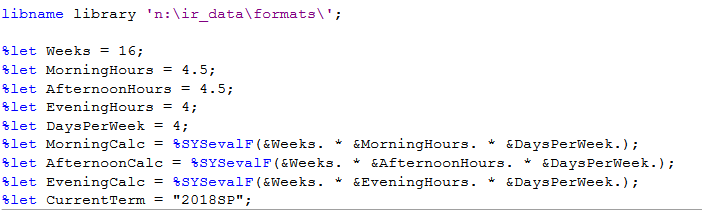 libname library 'n:\ir_data\formats\';
%let Weeks = 16;
%let MorningHours = 4.5;
%let AfternoonHours = 4.5;
%let EveningHours = 4;
%let DaysPerWeek = 4;
%let MorningCalc = %SYSevalF(&Weeks. * &MorningHours. * &DaysPerWeek.);
%let AfternoonCalc = %SYSevalF(&Weeks. * &AfternoonHours. * &DaysPerWeek.);
%let EveningCalc = %SYSevalF(&Weeks. * &EveningHours. * &DaysPerWeek.);
%let CurrentTerm = "2018SP";